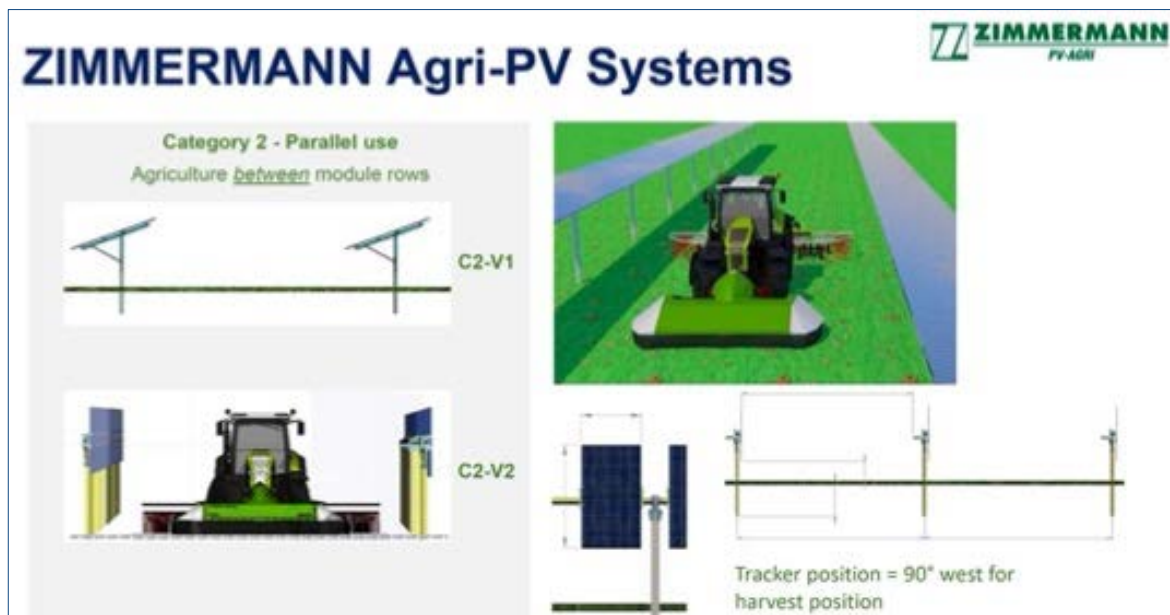 ZIMMERMANN
PV-AGRI
ZIMMERMANN Agri-PV Systems
Category 2 - Parallel use
Agriculture between module rows
C2-V1
C2-V2
Tracker position = 90° west for
harvest position